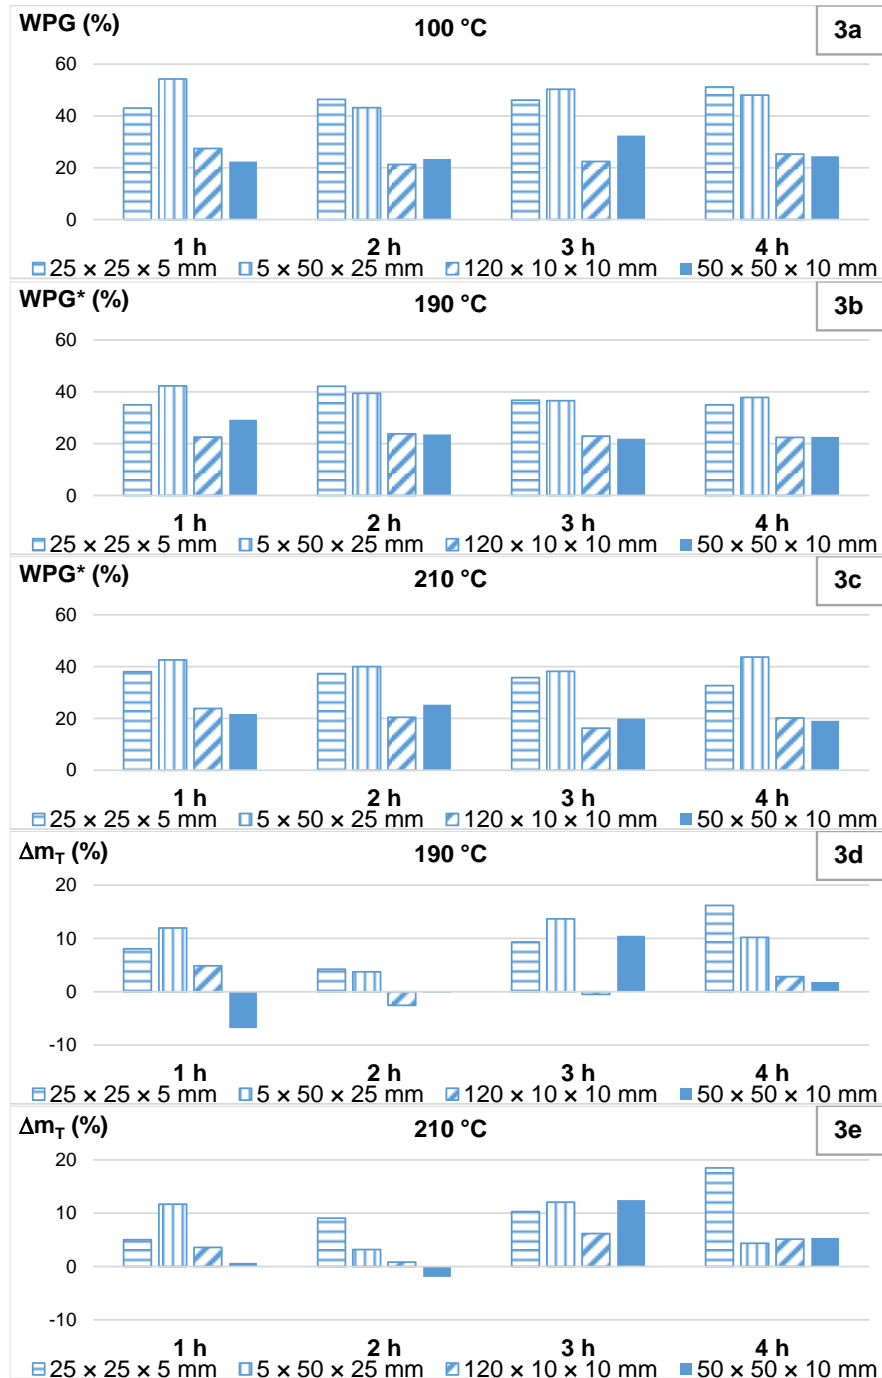 WPG (%) 100 °C 3a
60
40
20
0
1 h 2 h 3 h 4 h
25 × 25 × 5 mm 5 × 50 × 25 mm 120 × 10 × 10 mm 50 × 50 × 10 mm
WPG* (%) 190 °C 3b
60
40
20
0
1 h 2 h 3 h 4 h
25 × 25 × 5 mm 5 × 50 × 25 mm 120 × 10 × 10 mm 50 × 50 × 10 mm
WPG* (%) 210 °C 3c
60
40
20
0
1 h 2 h 3 h 4 h
25 × 25 × 5 mm 5 × 50 × 25 mm 120 × 10 × 10 mm 50 × 50 × 10 mm
Δm_T (%) 190 °C 3d
20
10
0
-10
1 h 2 h 3 h 4 h
25 × 25 × 5 mm 5 × 50 × 25 mm 120 × 10 × 10 mm 50 × 50 × 10 mm
Δm_T (%) 210 °C 3e
20
10
0
-10
1 h 2 h 3 h 4 h
25 × 25 × 5 mm 5 × 50 × 25 mm 120 × 10 × 10 mm 50 × 50 × 10 mm